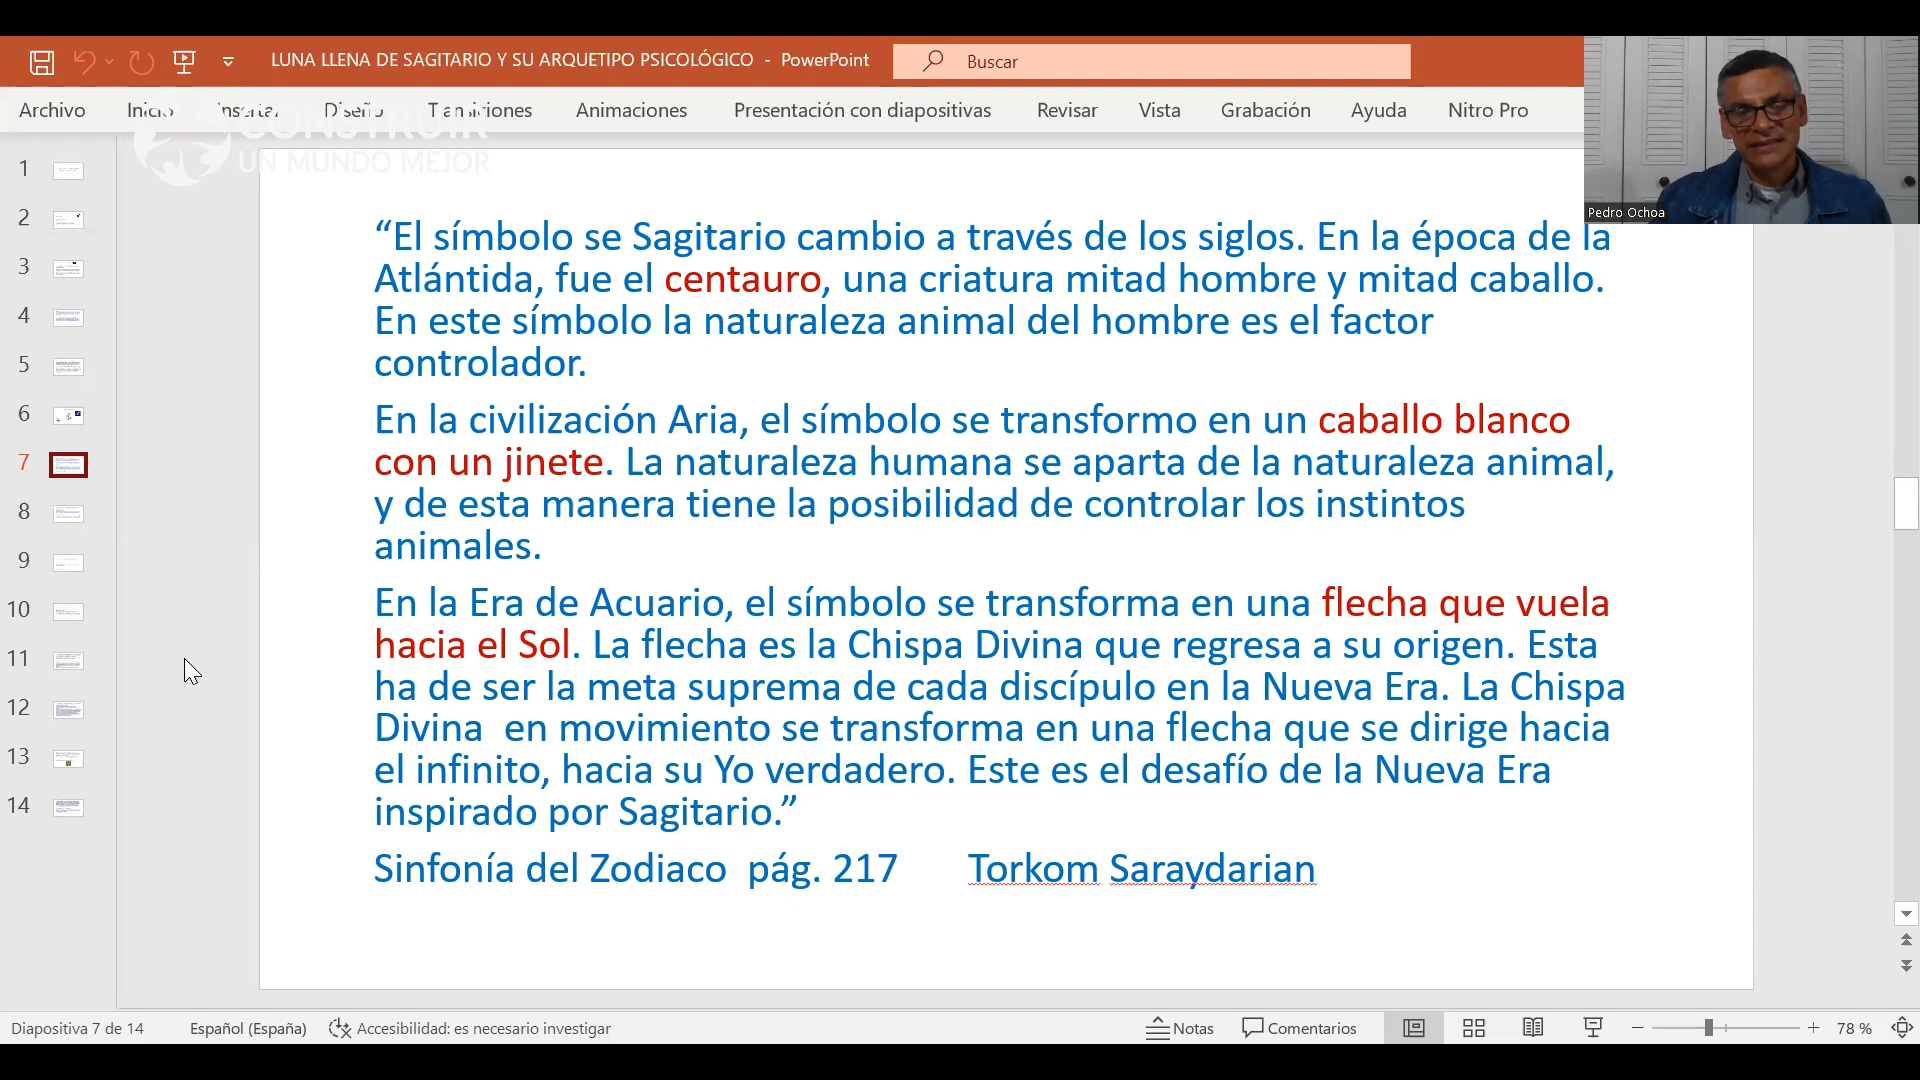 LUNA LLENA DE SAGITARIO Y SU ARQUETIPO PSICOLÓGICO - PowerPoint
Buscar
Archivo Inicio Insertar Diseño Transiciones Animaciones Presentación con diapositivas Revisar Vista Grabación Ayuda Nitro Pro
CONSTRUIR
UN MUNDO MEJOR
Pedro Ochoa
1
2
3
4
5
6
7
8
9
10
11
12
13
14
“El símbolo se Sagitario cambio a través de los siglos. En la época de la
Atlántida, fue el centauro, una criatura mitad hombre y mitad caballo.
En este símbolo la naturaleza animal del hombre es el factor
controlador.
En la civilización Aria, el símbolo se transformo en un caballo blanco
con un jinete. La naturaleza humana se aparta de la naturaleza animal,
y de esta manera tiene la posibilidad de controlar los instintos
animales.
En la Era de Acuario, el símbolo se transforma en una flecha que vuela
hacia el Sol. La flecha es la Chispa Divina que regresa a su origen. Esta
ha de ser la meta suprema de cada discípulo en la Nueva Era. La Chispa
Divina  en movimiento se transforma en una flecha que se dirige hacia
el infinito, hacia su Yo verdadero. Este es el desafío de la Nueva Era
inspirado por Sagitario.”
Sinfonía del Zodiaco  pág. 217 Torkom Saraydarian
Diapositiva 7 de 14 Español (España) Accesibilidad: es necesario investigar Notas Comentarios 78 %